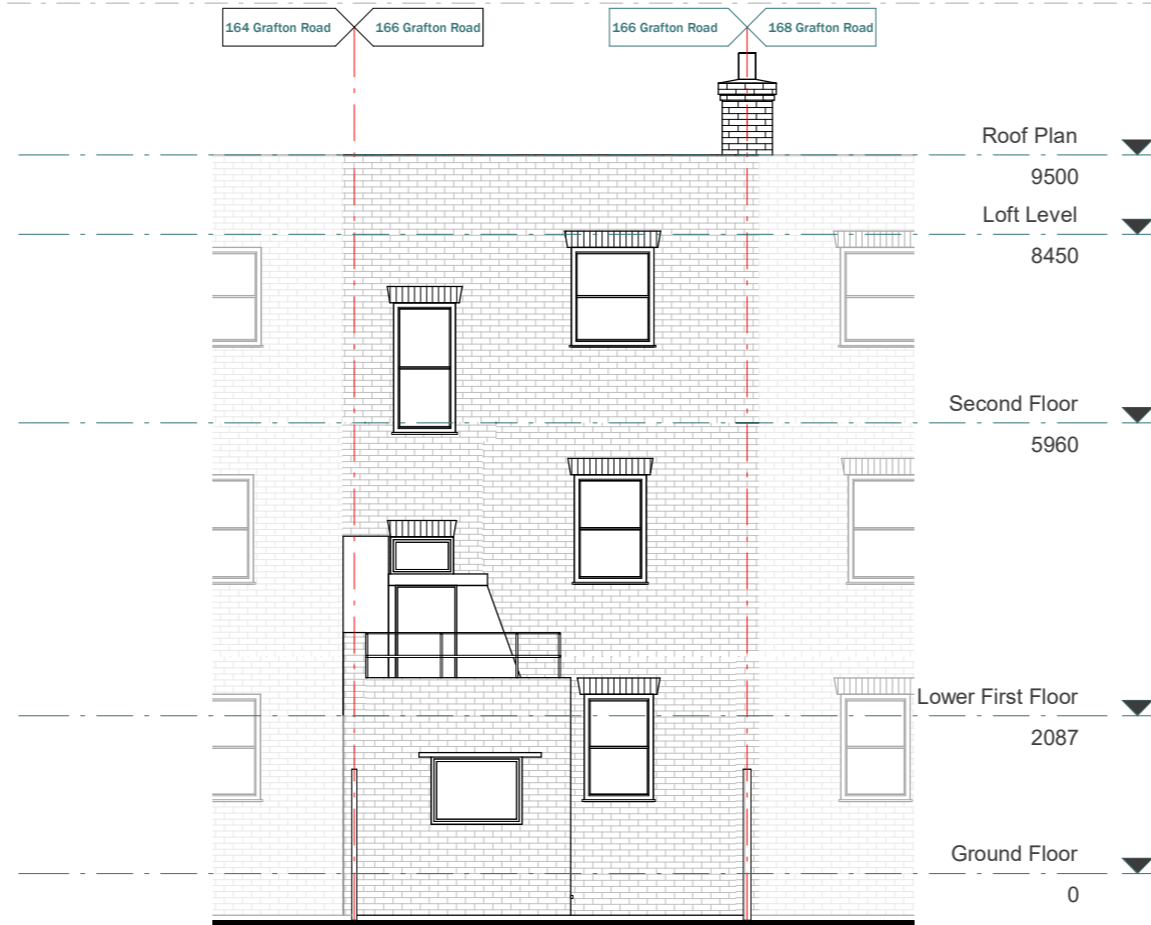 164 Grafton Road
166 Grafton Road
166 Grafton Road
168 Grafton Road
Roof Plan
9500
Loft Level
8450
Second Floor
5960
Lower First Floor
2087
Ground Floor
0